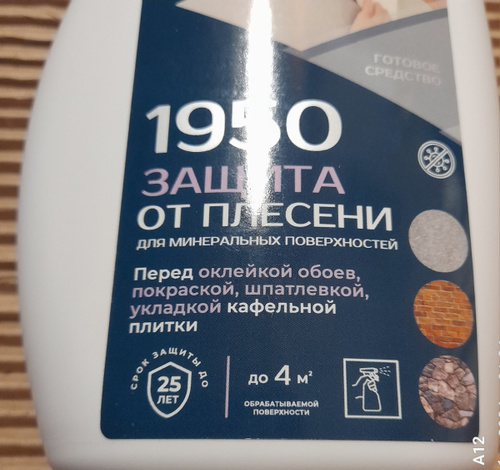 ГОТОВОЕ
СРЕДСТВО
1950
ЗАЩИТА
ОТ ПЛЕСЕНИ
ДЛЯ МИНЕРАЛЬНЫХ ПОВЕРХНОСТЕЙ
Перед оклейкой обоев,
покраской, шпатлевкой,
укладкой кафельной
плитки
СРОК ЗАЩИТЫ ДО
25
ЛЕТ
до 4 м²
ОБРАБАТЫВАЕМОЙ
ПОВЕРХНОСТИ
A12